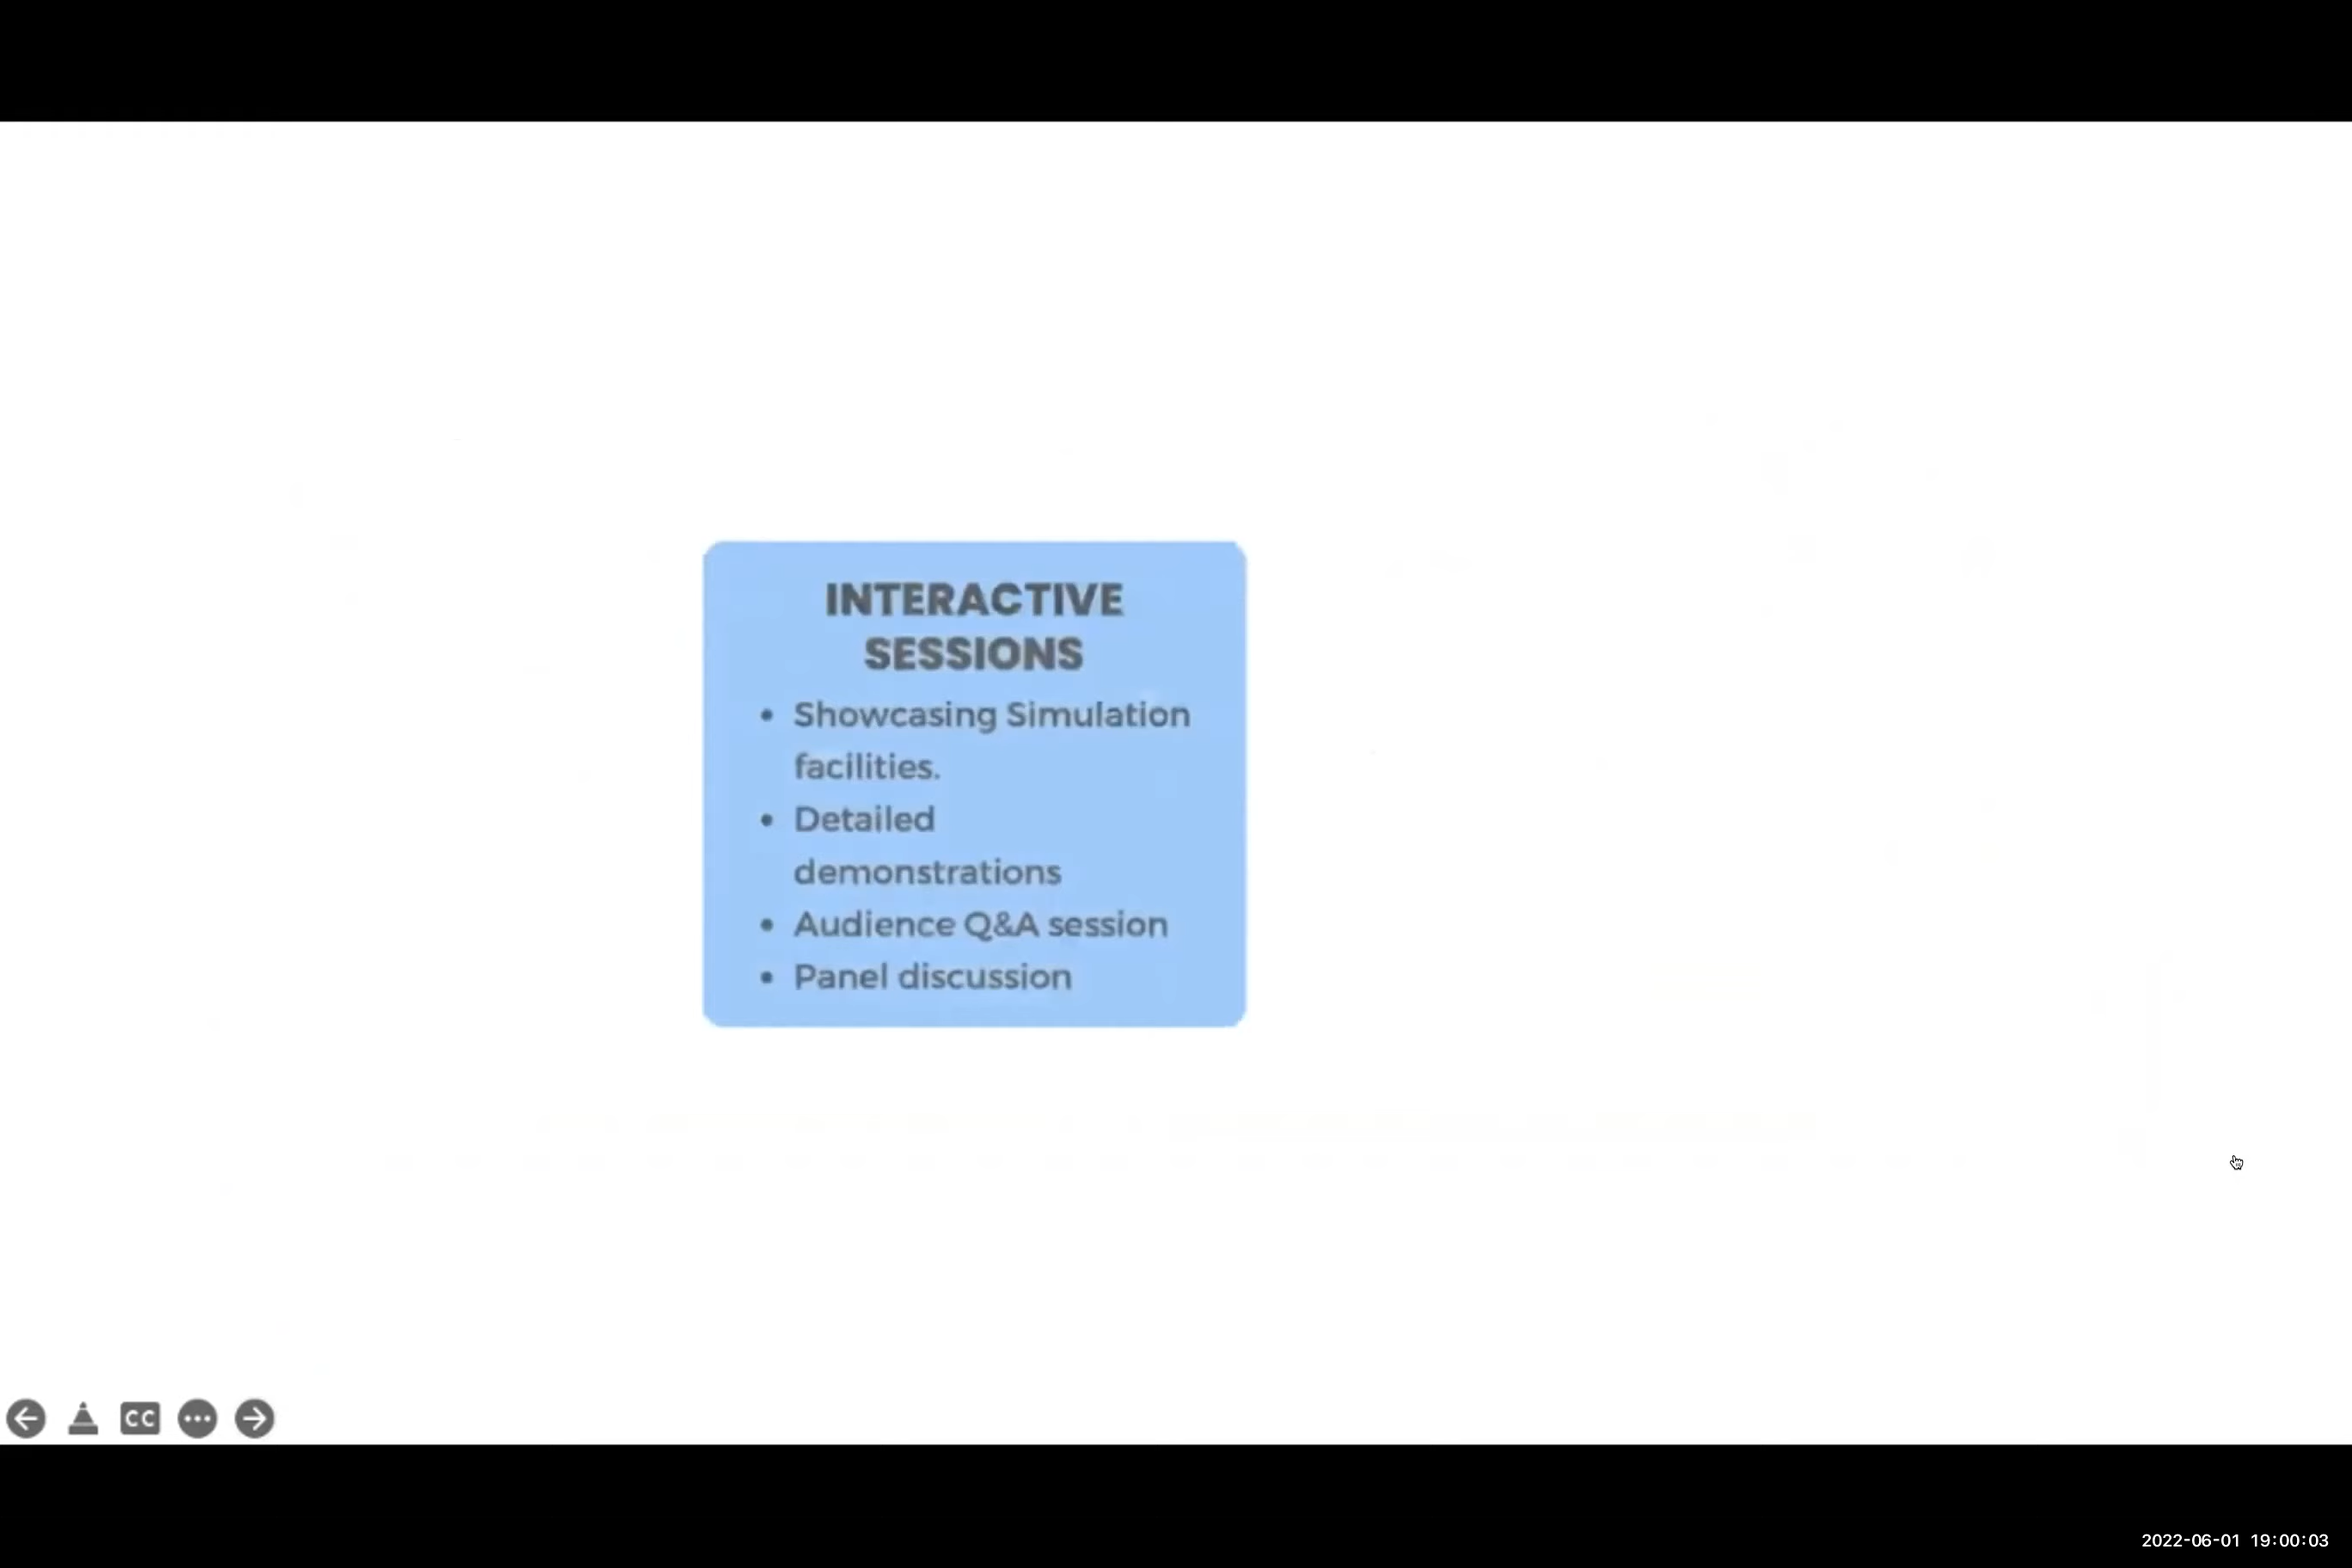 INTERACTIVE
SESSIONS
• Showcasing Simulation
facilities.
• Detailed
demonstrations
• Audience Q&A session
• Panel discussion
CC
2022-06-01 19:00:03